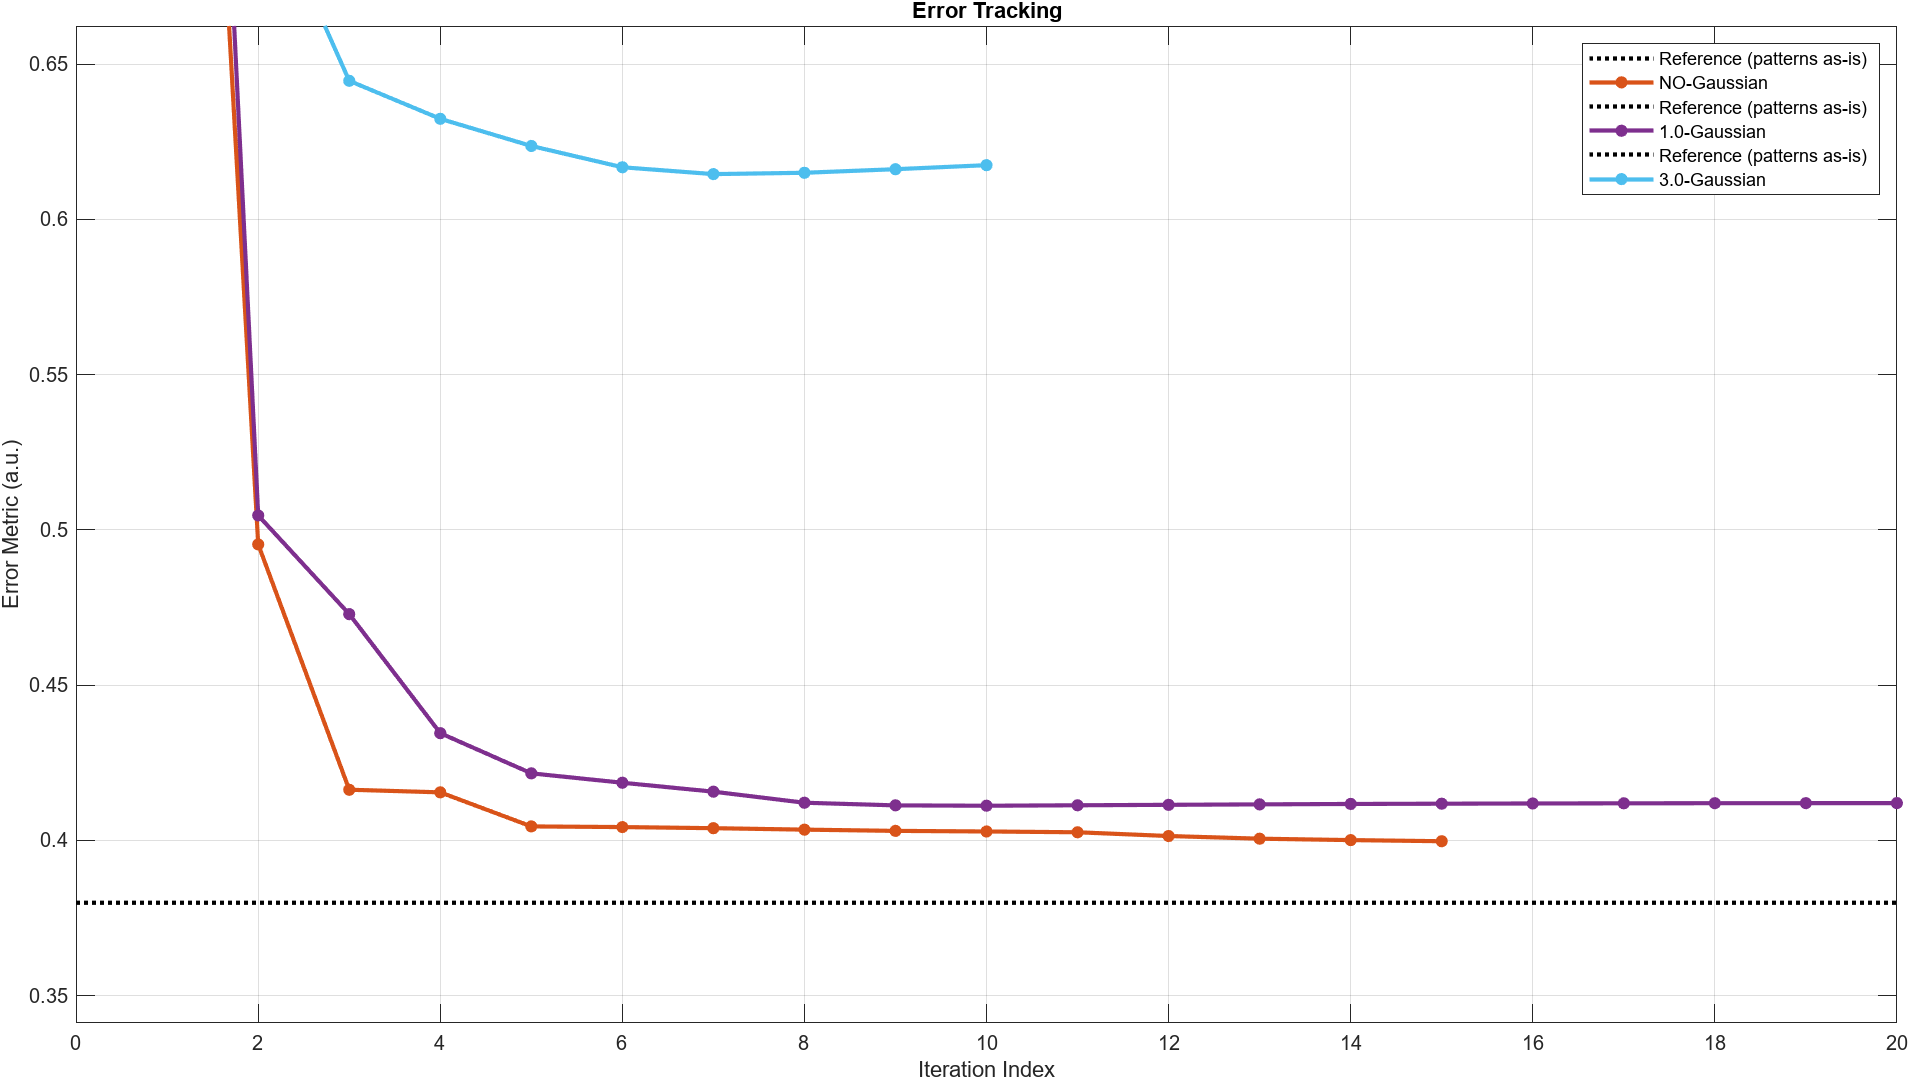 Error Tracking
Reference (patterns as-is)
NO-Gaussian
Reference (patterns as-is)
1.0-Gaussian
Reference (patterns as-is)
3.0-Gaussian
0.65
0.6
0.55
0.5
0.45
0.4
0.35
Error Metric (a.u.)
0 2 4 6 8 10 12 14 16 18 20
Iteration Index